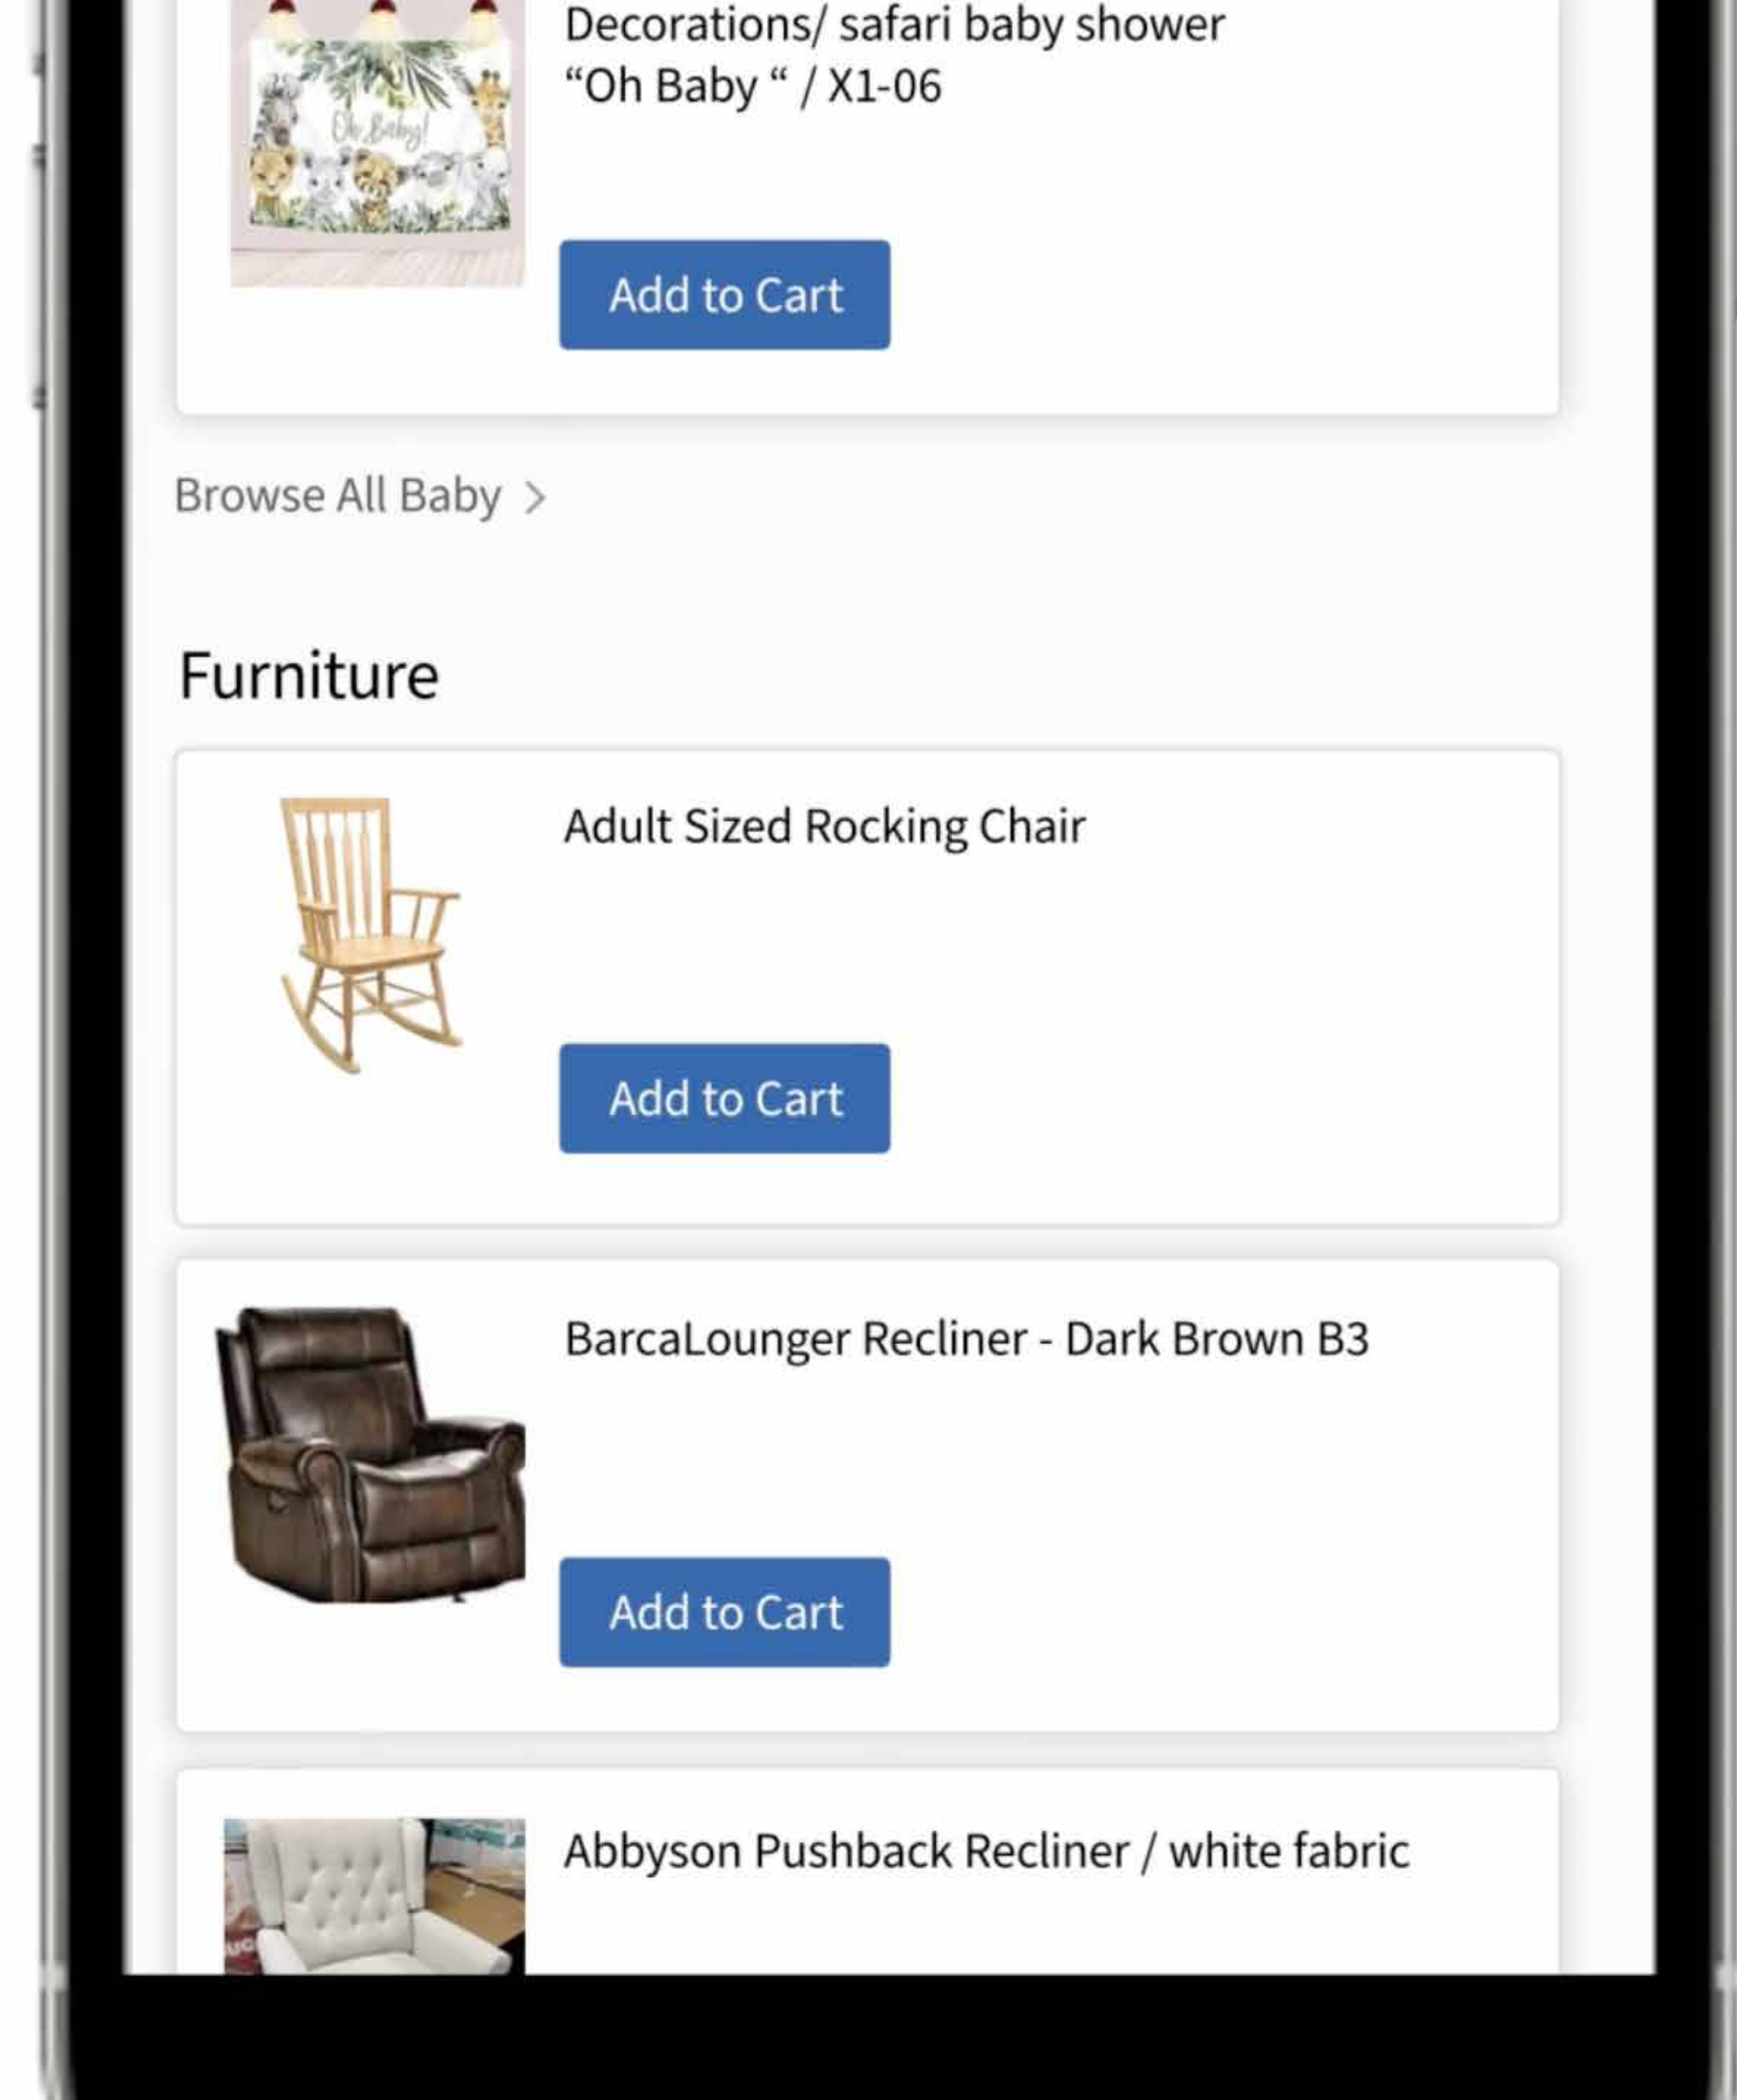 Decorations/ safari baby shower
“Oh Baby “ / X1-06
Oh Baby!
Add to Cart
Browse All Baby >
Furniture
Adult Sized Rocking Chair
Add to Cart
BarcaLounger Recliner - Dark Brown B3
Add to Cart
Abbyson Pushback Recliner / white fabric